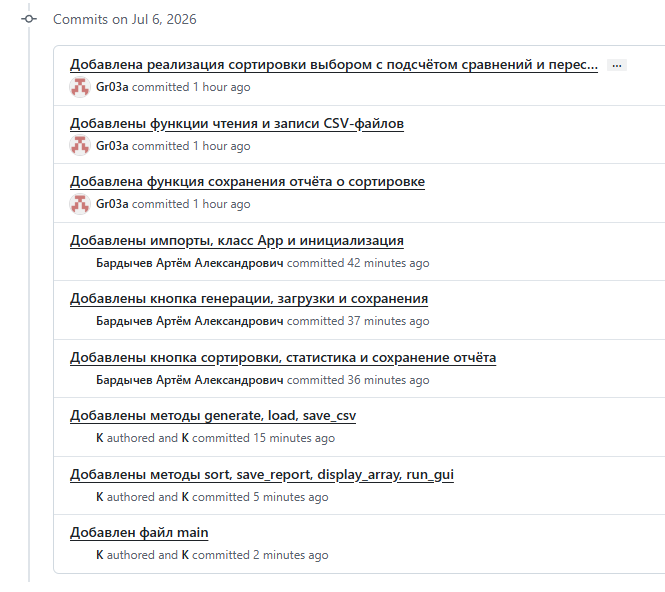 Commits on Jul 6, 2026
Добавлена реализация сортировки выбором с подсчётом сравнений и перес... ...
Gr03a committed 1 hour ago
Добавлены функции чтения и записи CSV-файлов
Gr03a committed 1 hour ago
Добавлена функция сохранения отчёта о сортировке
Gr03a committed 1 hour ago
Добавлены импорты, класс App и инициализация
Бардычев Артём Александрович committed 42 minutes ago
Добавлены кнопка генерации, загрузки и сохранения
Бардычев Артём Александрович committed 37 minutes ago
Добавлены кнопка сортировки, статистика и сохранение отчёта
Бардычев Артём Александрович committed 36 minutes ago
Добавлены методы generate, load, save_csv
K authored and K committed 15 minutes ago
Добавлены методы sort, save_report, display_array, run_gui
K authored and K committed 5 minutes ago
Добавлен файл main
K authored and K committed 2 minutes ago